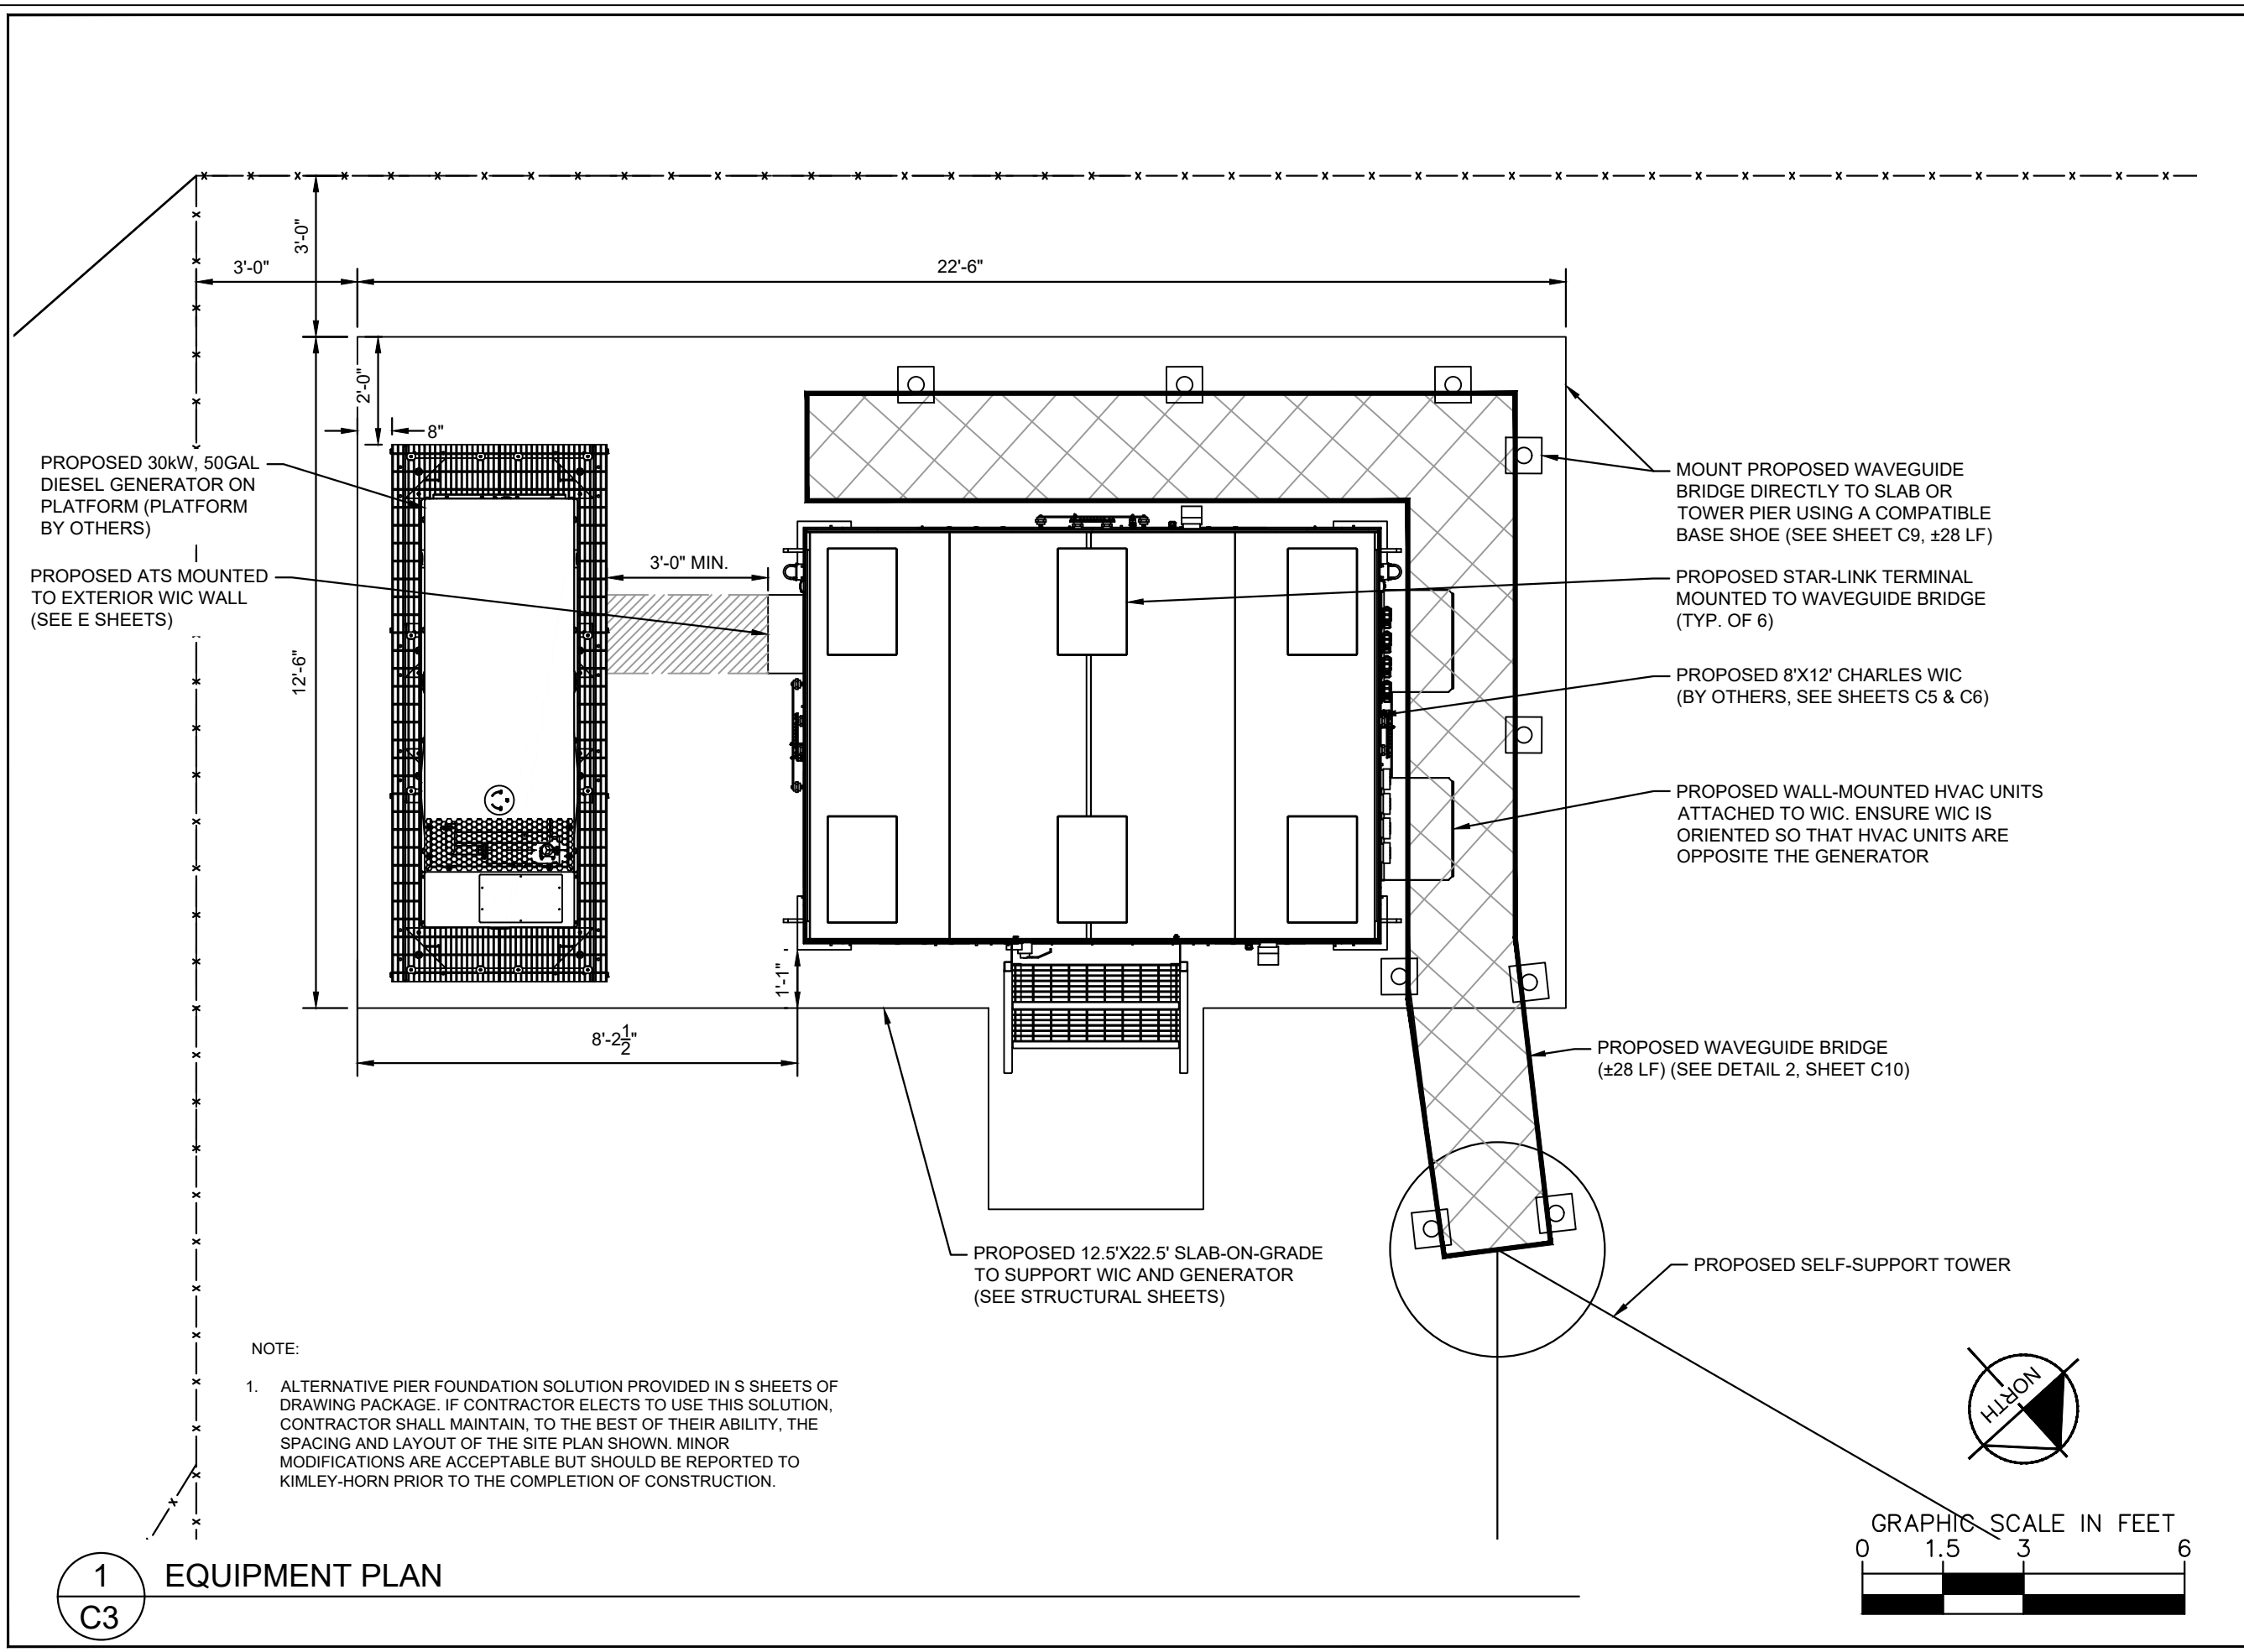 3'-0"
3'-0"
22'-6"
2'-0"
8"
PROPOSED 30kW, 50GAL
DIESEL GENERATOR ON
PLATFORM (PLATFORM
BY OTHERS)
PROPOSED ATS MOUNTED
TO EXTERIOR WIC WALL
(SEE E SHEETS)
3'-0" MIN.
12'-6"
MOUNT PROPOSED WAVEGUIDE
BRIDGE DIRECTLY TO SLAB OR
TOWER PIER USING A COMPATIBLE
BASE SHOE (SEE SHEET C9, ±28 LF)
PROPOSED STAR-LINK TERMINAL
MOUNTED TO WAVEGUIDE BRIDGE
(TYP. OF 6)
PROPOSED 8'X12' CHARLES WIC
(BY OTHERS, SEE SHEETS C5 & C6)
PROPOSED WALL-MOUNTED HVAC UNITS
ATTACHED TO WIC. ENSURE WIC IS
ORIENTED SO THAT HVAC UNITS ARE
OPPOSITE THE GENERATOR
1'-1"
8'-2 1/2"
PROPOSED WAVEGUIDE BRIDGE
(±28 LF) (SEE DETAIL 2, SHEET C10)
PROPOSED 12.5'X22.5' SLAB-ON-GRADE
TO SUPPORT WIC AND GENERATOR
(SEE STRUCTURAL SHEETS)
PROPOSED SELF-SUPPORT TOWER
NOTE:
1. ALTERNATIVE PIER FOUNDATION SOLUTION PROVIDED IN S SHEETS OF
DRAWING PACKAGE. IF CONTRACTOR ELECTS TO USE THIS SOLUTION,
CONTRACTOR SHALL MAINTAIN, TO THE BEST OF THEIR ABILITY, THE
SPACING AND LAYOUT OF THE SITE PLAN SHOWN. MINOR
MODIFICATIONS ARE ACCEPTABLE BUT SHOULD BE REPORTED TO
KIMLEY-HORN PRIOR TO THE COMPLETION OF CONSTRUCTION.
NORTH
GRAPHIC SCALE IN FEET
0 1.5 3 6
1
C3
EQUIPMENT PLAN